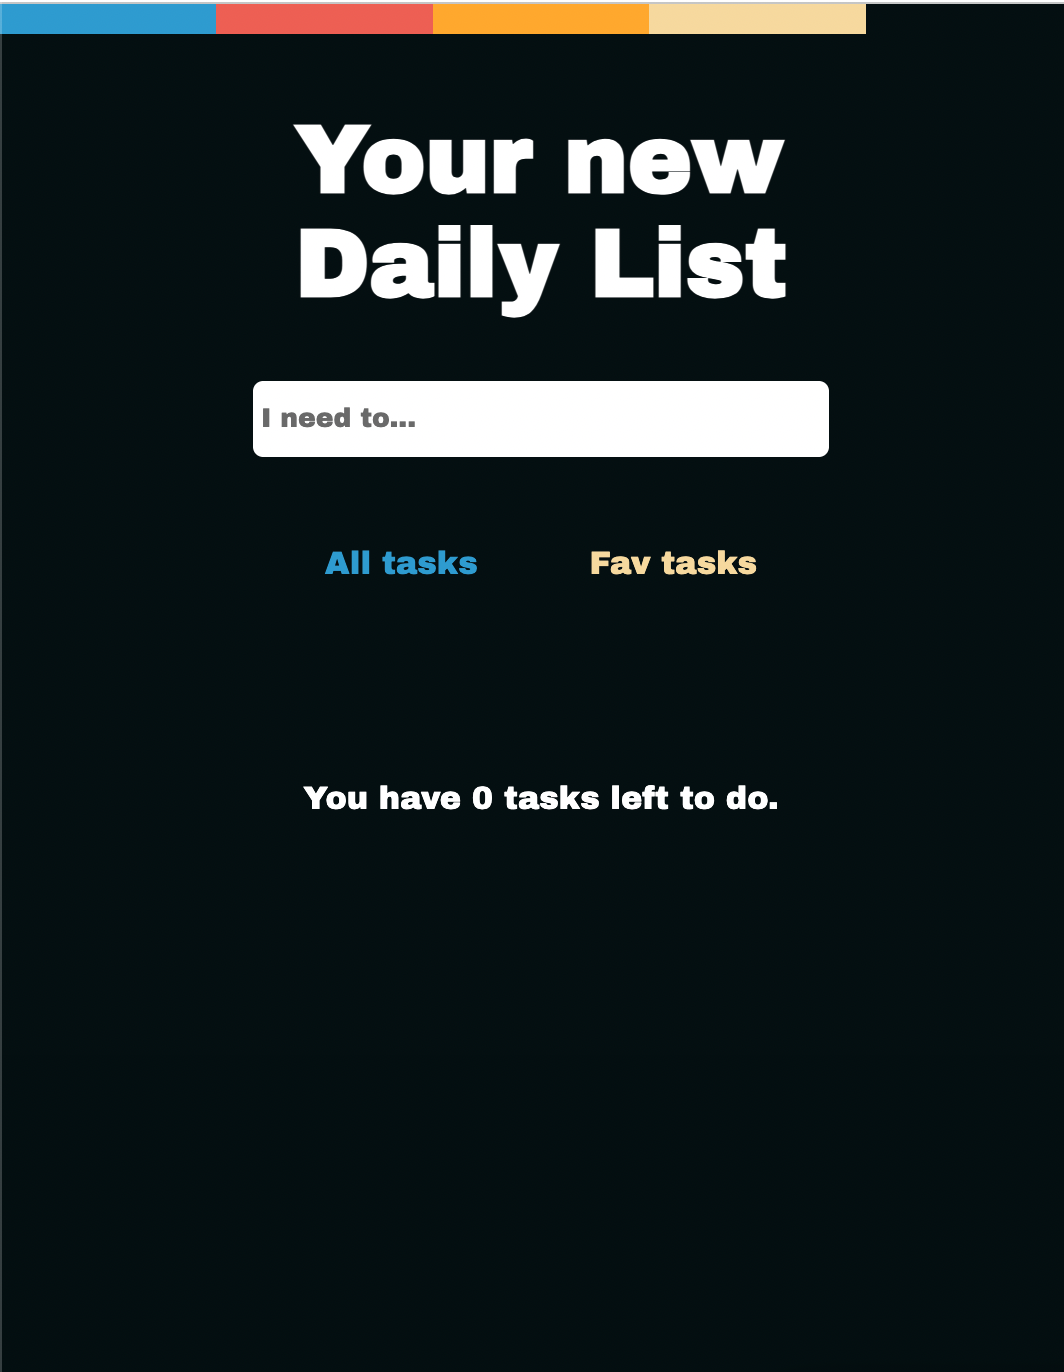 Your new
Daily List
I need to...
All tasks Fav tasks
You have 0 tasks left to do.